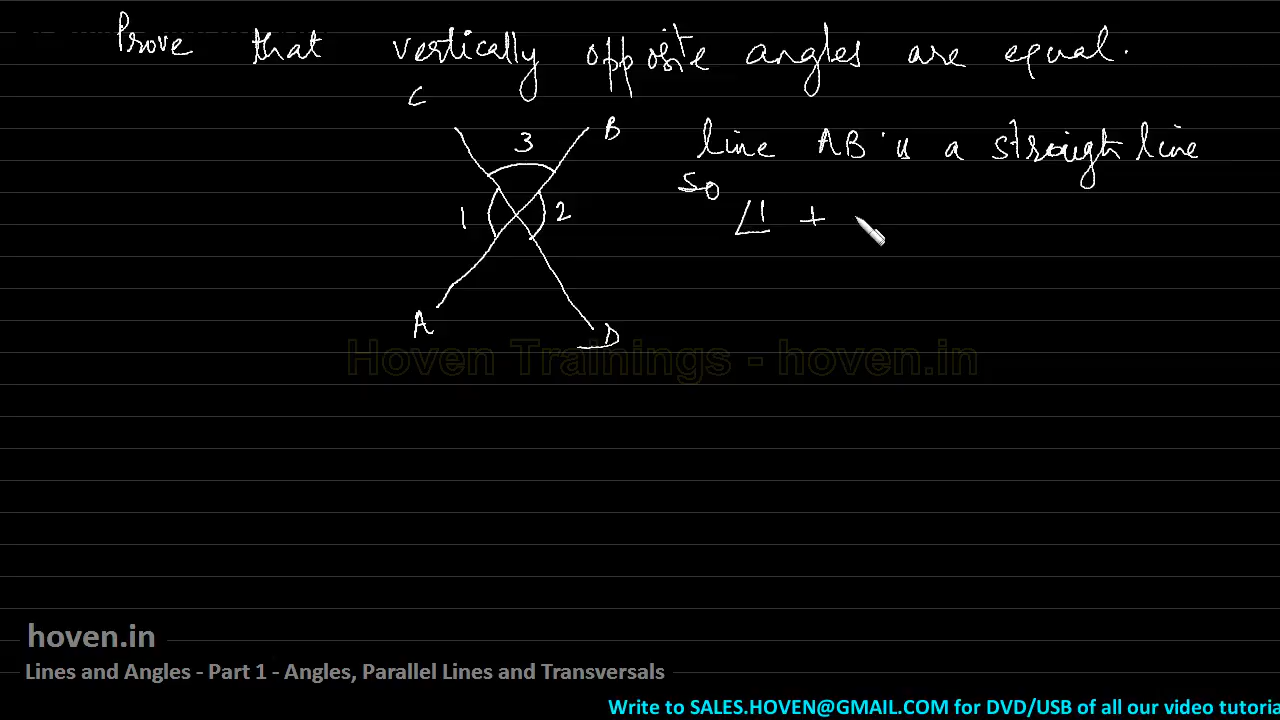 Prove that vertically opposite angles are equal.
C
B
3
1
2
A
D
line AB is a straight line
So
∠1 +
Hoven Trainings - hoven.in
hoven.in
Lines and Angles - Part 1 - Angles, Parallel Lines and Transversals
Write to SALES.HOVEN@GMAIL.COM for DVD/USB of all our video tutoria